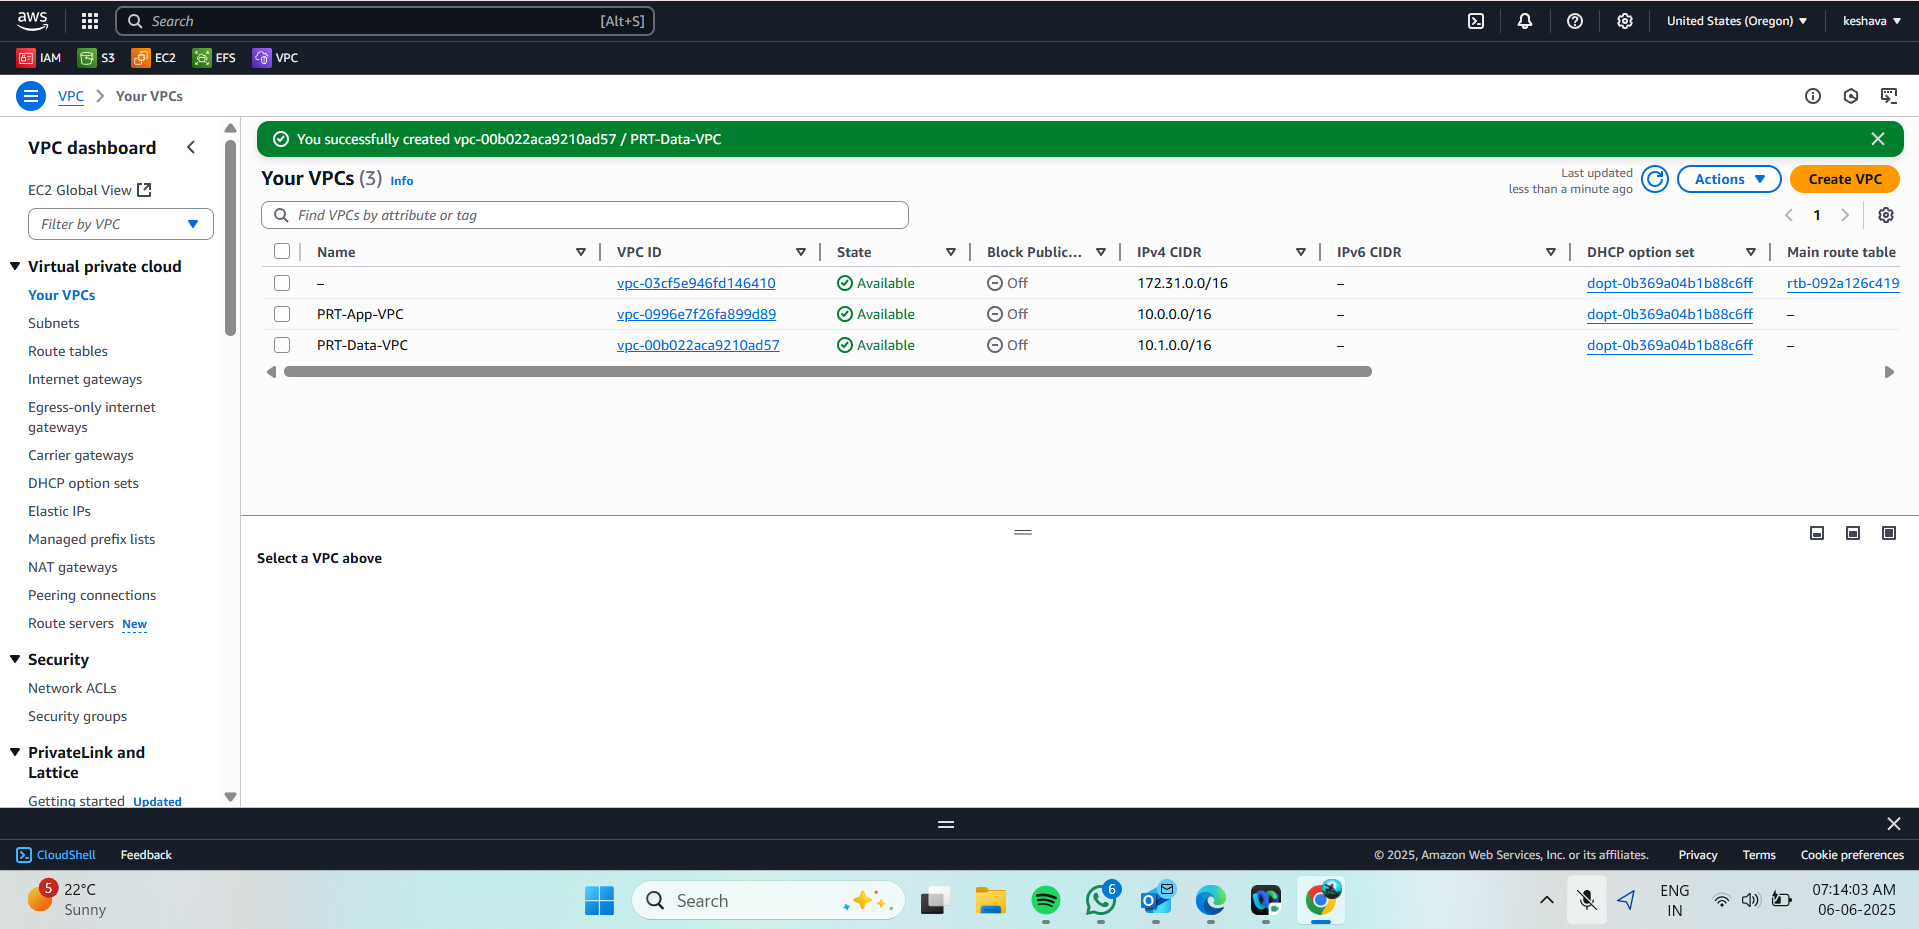 aws
Search [Alt+S]
United States (Oregon)
keshava
IAM S3 EC2 EFS VPC
VPC Your VPCs
VPC dashboard
EC2 Global View
Filter by VPC
Virtual private cloud
Your VPCs
Subnets
Route tables
Internet gateways
Egress-only internet
gateways
Carrier gateways
DHCP option sets
Elastic IPs
Managed prefix lists
NAT gateways
Peering connections
Route servers New
Security
Network ACLs
Security groups
PrivateLink and
Lattice
Getting started Updated
You successfully created vpc-00b022aca9210ad57 / PRT-Data-VPC
Your VPCs (3) Info
Last updated
less than a minute ago
Actions
Create VPC
Find VPCs by attribute or tag
1
Name VPC ID State Block Public... IPv4 CIDR IPv6 CIDR DHCP option set Main route table
– vpc-03cf5e946fd146410 Available Off 172.31.0.0/16 – dopt-0b369a04b1b88c6ff rtb-092a126c419
PRT-App-VPC vpc-0996e7f26fa899d89 Available Off 10.0.0.0/16 – dopt-0b369a04b1b88c6ff –
PRT-Data-VPC vpc-00b022aca9210ad57 Available Off 10.1.0.0/16 – dopt-0b369a04b1b88c6ff –
Select a VPC above
CloudShell Feedback
© 2025, Amazon Web Services, Inc. or its affiliates. Privacy Terms Cookie preferences
5
22°C
Sunny
Search
6
ENG
IN
07:14:03 AM
06-06-2025